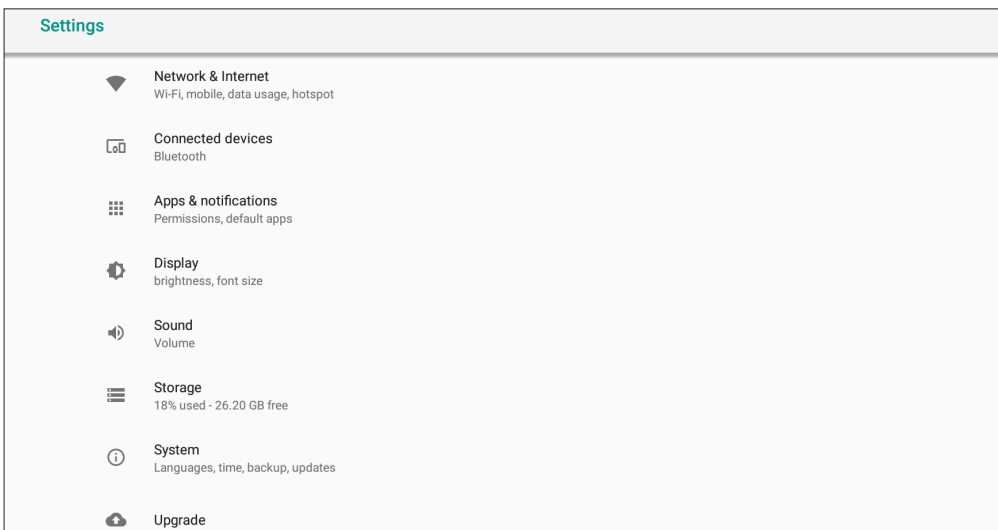 Settings
Network & Internet
Wi-Fi, mobile, data usage, hotspot
Connected devices
Bluetooth
Apps & notifications
Permissions, default apps
Display
brightness, font size
Sound
Volume
Storage
18% used - 26.20 GB free
System
Languages, time, backup, updates
Upgrade